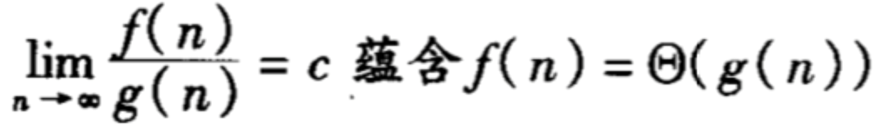 lim_{n→∞} f(n)/g(n) = c 蕴含 f(n) = Θ(g(n))